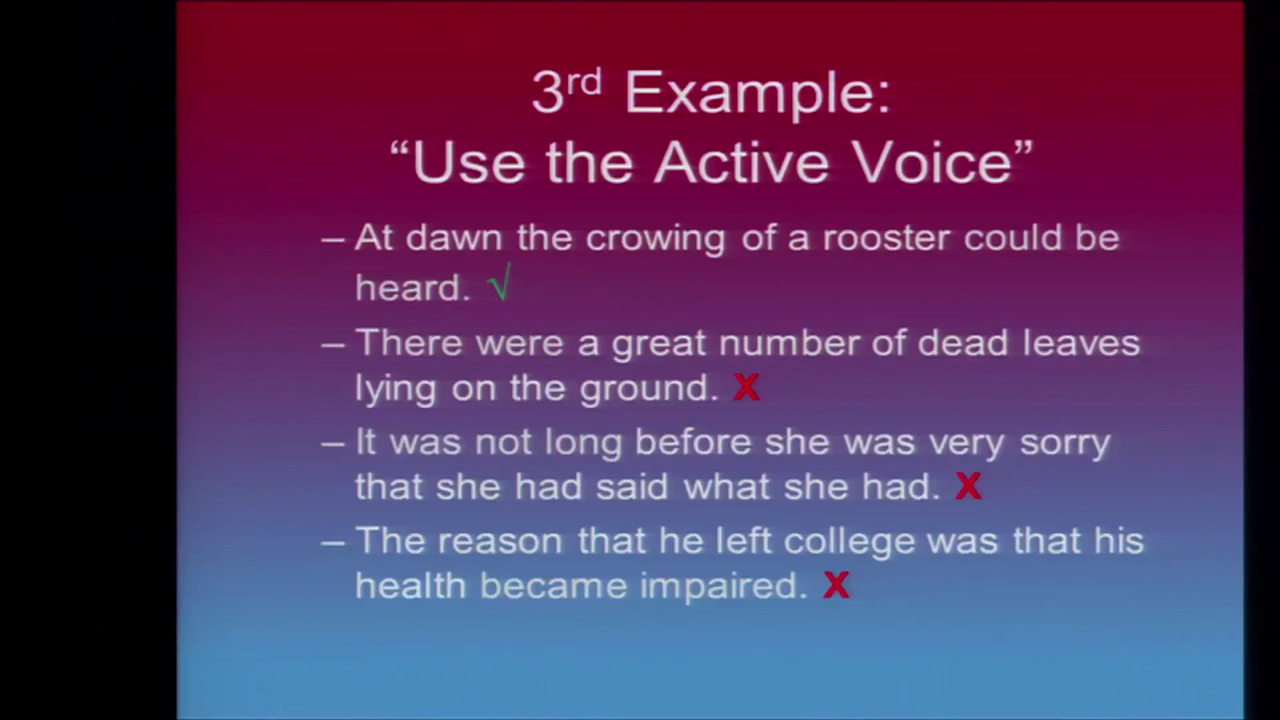 3rd Example:
“Use the Active Voice”
– At dawn the crowing of a rooster could be
heard. √
– There were a great number of dead leaves
lying on the ground. X
– It was not long before she was very sorry
that she had said what she had. X
– The reason that he left college was that his
health became impaired. X